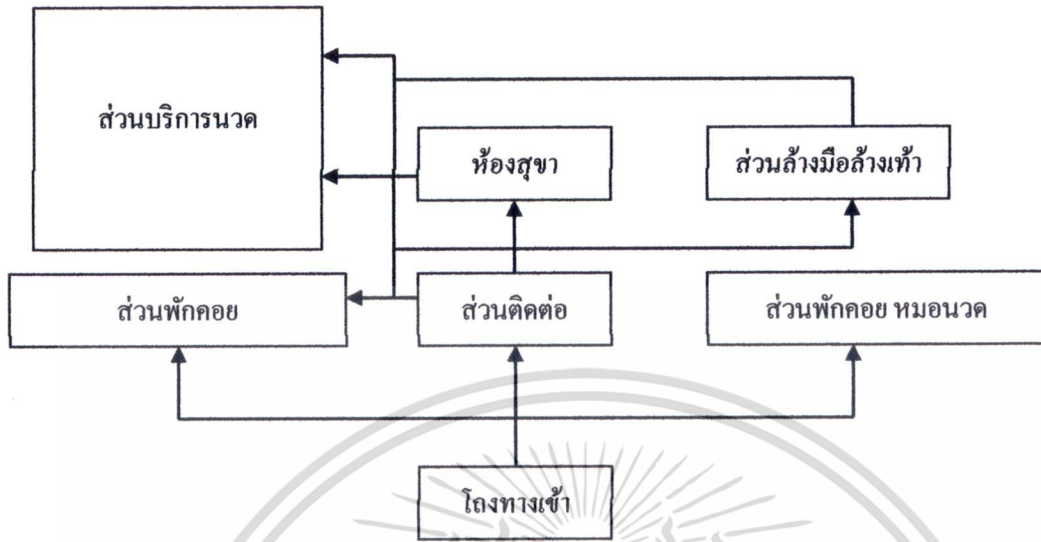 ส่วนบริการนวด
ห้องสุขา
ส่วนล้างมือล้างเท้า
ส่วนพักคอย
ส่วนติดต่อ
ส่วนพักคอย หมอนวด
โถงทางเข้า